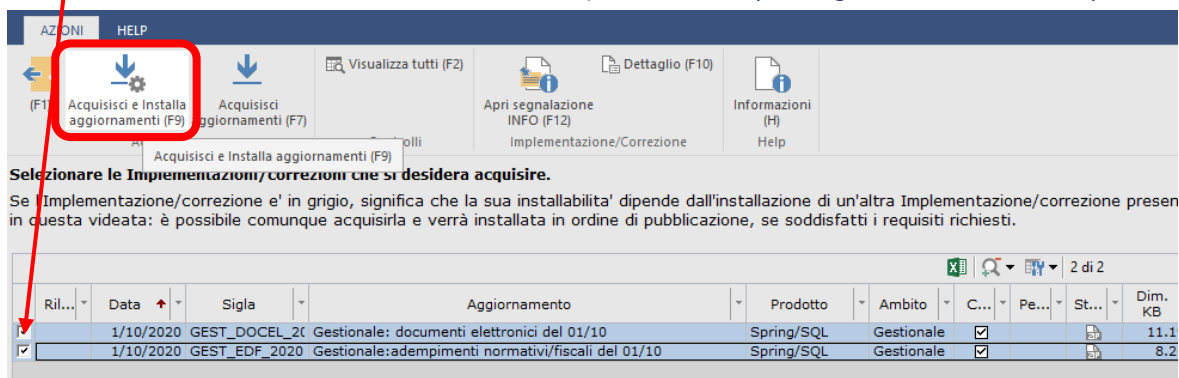 AZIONI HELP
(F1) Acquisisci e Installa aggiornamenti (F9) Acquisisci aggiornamenti (F7) Visualizza tutti (F2) Apri segnalazione INFO (F12) Dettaglio (F10) Informazioni (H)
Implementazione/Correzione Help
Acquisisci e Installa aggiornamenti (F9)
Selezionare le Implementazioni/correzioni che si desidera acquisire.
Se l'Implementazione/correzione e' in grigio, significa che la sua installabilita' dipende dall'installazione di un'altra Implementazione/correzione presen
in questa videata: è possibile comunque acquisirla e verrà installata in ordine di pubblicazione, se soddisfatti i requisiti richiesti.
2 di 2
Ril... Data Sigla Aggiornamento Prodotto Ambito C... Pe... St... Dim. KB
1/10/2020 GEST_DOCEL_2( Gestionale: documenti elettronici del 01/10 Spring/SQL Gestionale 11.1
1/10/2020 GEST_EDF_2020 Gestionale:adempimenti normativi/fiscali del 01/10 Spring/SQL Gestionale 8.2